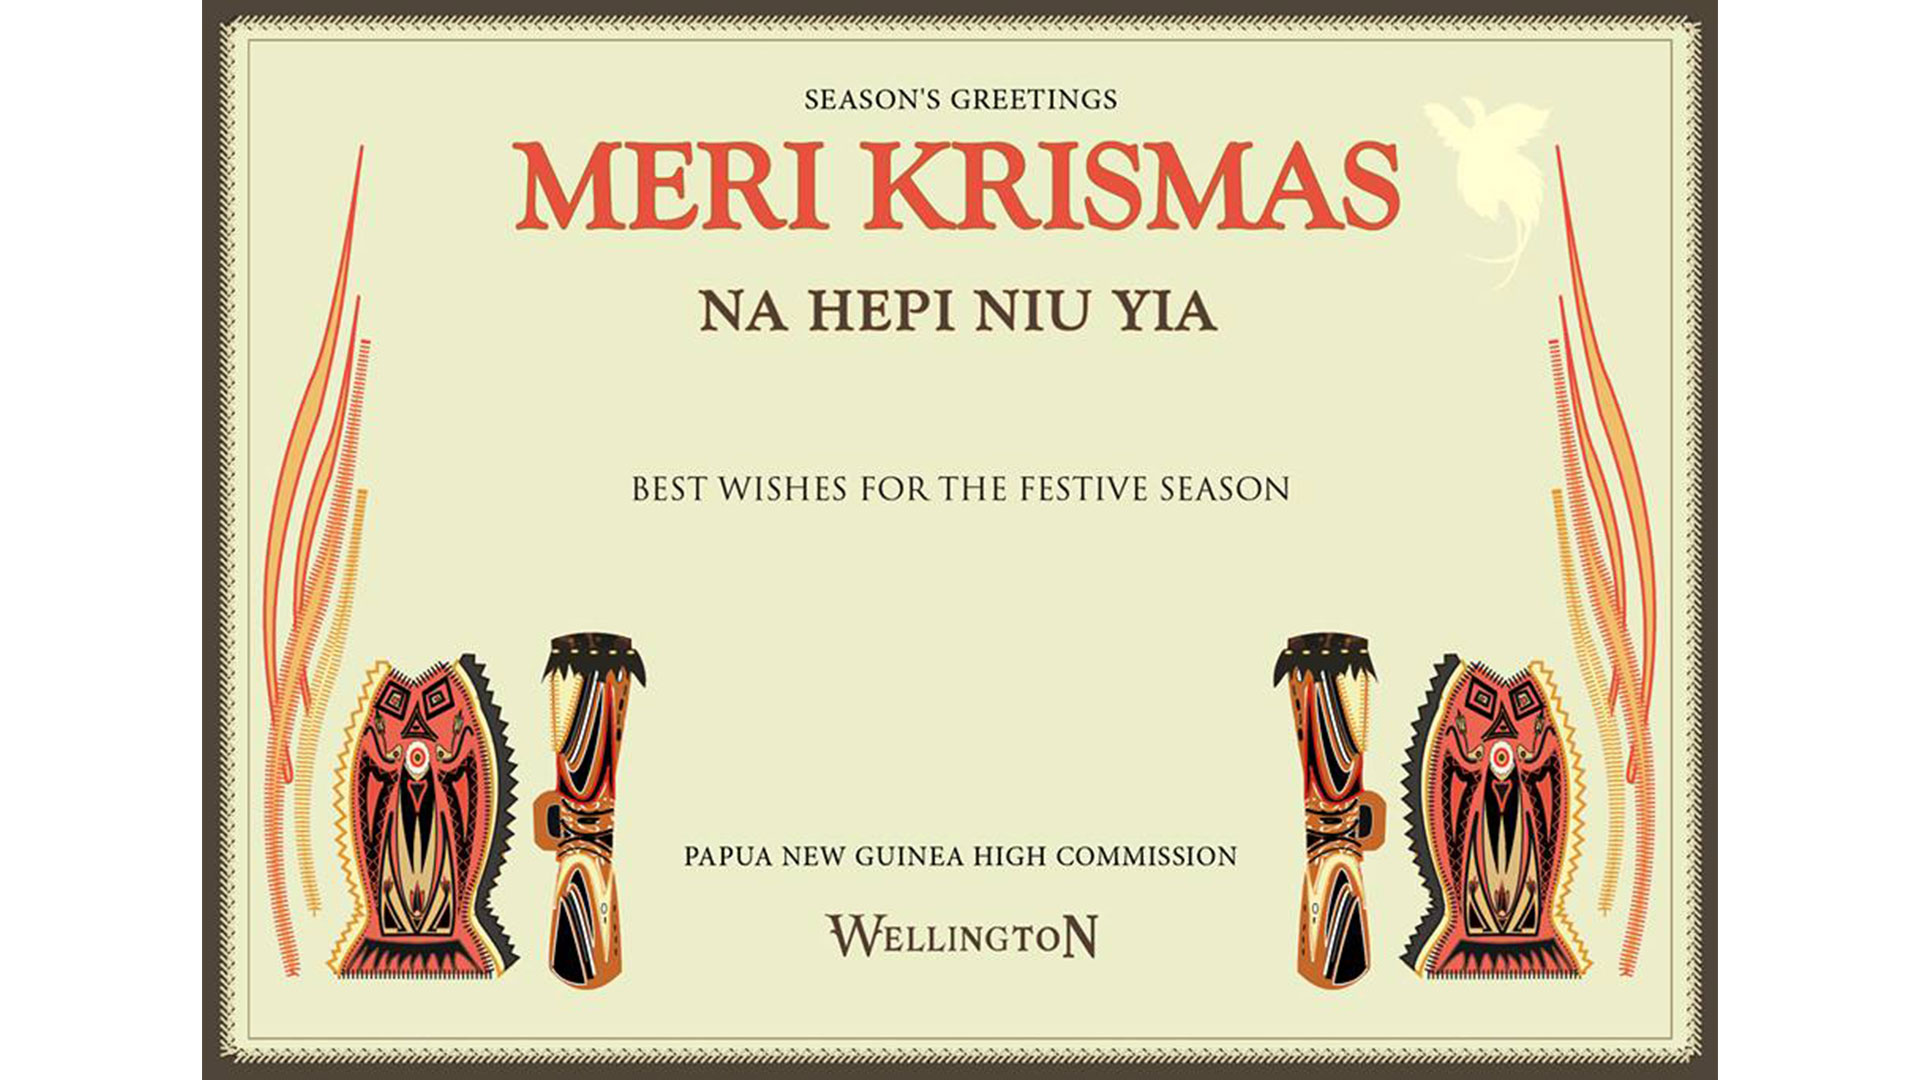 SEASON'S GREETINGS
MERI KRISMAS
NA HEPI NIU YIA
BEST WISHES FOR THE FESTIVE SEASON
PAPUA NEW GUINEA HIGH COMMISSION
WELLINGTON